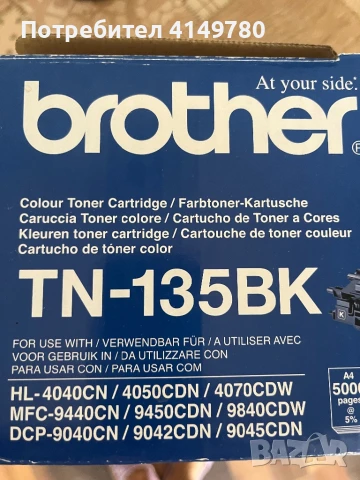 Потребител 4149780
At your side.
brother
Colour Toner Cartridge / Farbtoner-Kartusche
Caruccia Toner colore / Cartucho de Toner a Cores
Kleuren toner cartridge / Cartouche de toner couleur
Cartucho de tóner color
TN-135BK
FOR USE WITH / VERWENDBAR FÜR / A UTILISER AVEC
VOOR GEBRUIK IN / DA UTILIZZARE CON
PARA USAR CON / PARA USAR COM
HL-4040CN / 4050CDN / 4070CDW
MFC-9440CN / 9450CDN / 9840CDW
DCP-9040CN / 9042CDN / 9045CDN
K
A4
5000
pages
@
5%
BAZAR.BG